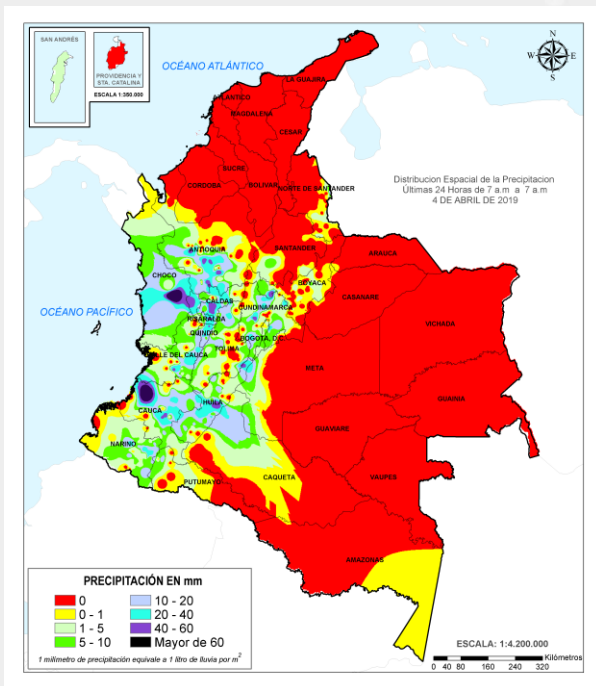 SAN ANDRÉS
PROVIDENCIA Y
STA. CATALINA
ESCALA 1:350.000
OCÉANO ATLÁNTICO
N
W E
S
LA GUAJIRA
ATLANTICO
MAGDALENA
CESAR
SUCRE
CORDOBA
BOLIVAR
NORTE DE SANTANDER
Distribucion Espacial de la Precipitacion
Últimas 24 Horas de 7 a.m a 7 a.m
4 DE ABRIL DE 2019
ANTIOQUIA
SANTANDER
ARAUCA
CHOCO
BOYACA
CALDAS
CASANARE
OCÉANO PACÍFICO
CUNDINAMARCA
RISARALDA
VICHADA
QUINDIO
BOGOTA, D.C.
TOLIMA
VALLE DEL CAUCA
META
GUAINIA
HUILA
CAUCA
GUAVIARE
NARIÑO
CAQUETA
VAUPES
PUTUMAYO
AMAZONAS
PRECIPITACIÓN EN mm
0 10 - 20
0 - 1 20 - 40
1 - 5 40 - 60
5 - 10 Mayor de 60
1 milímetro de precipitación equivale a 1 litro de lluvia por m2
ESCALA: 1:4.200.000
Kilómetros
0 40 80 160 240 320